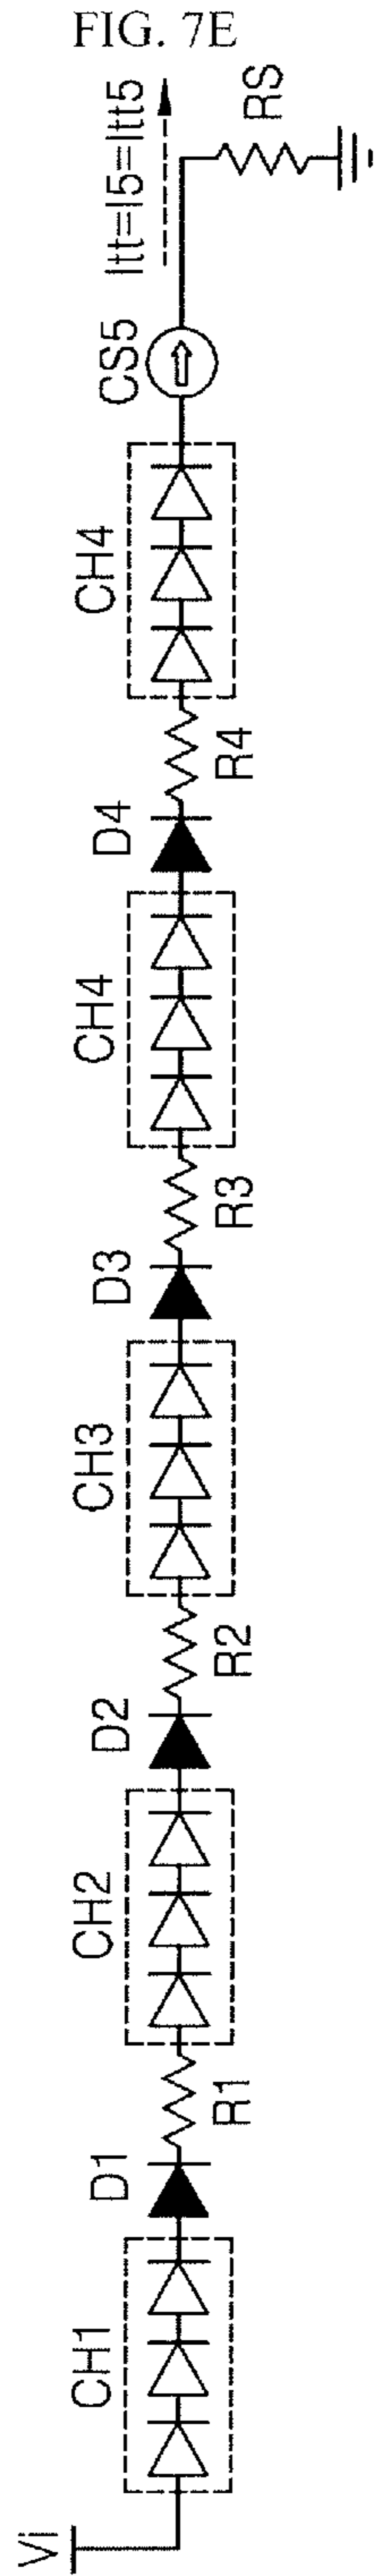 FIG. 7E
Vi
CH1
D1
R1
CH2
D2
R2
CH3
D3
R3
CH4
D4
R4
CH4
CS5
Itt=I5=Itt5
RS